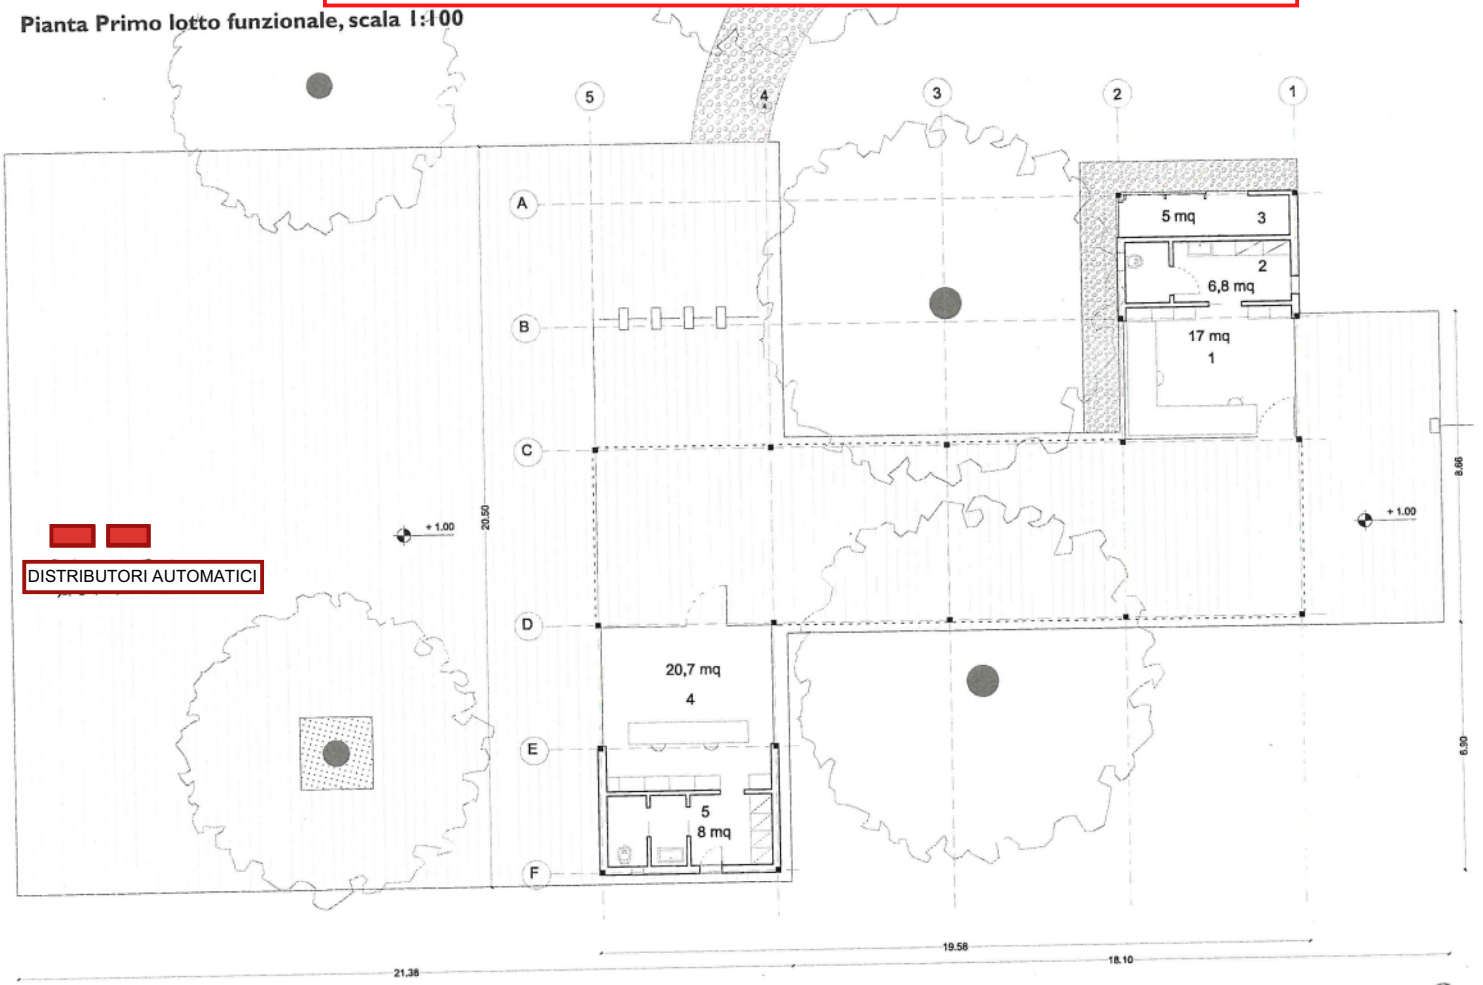 Pianta Primo lotto funzionale, scala 1:100
5
4
3
2
1
A
5 mq
3
2
6,8 mq
B
17 mq
1
C
8.66
20.50
+ 1.00
+ 1.00
DISTRIBUTORI AUTOMATICI
D
20,7 mq
4
E
6.90
5
8 mq
F
19.58
18.10
21.38